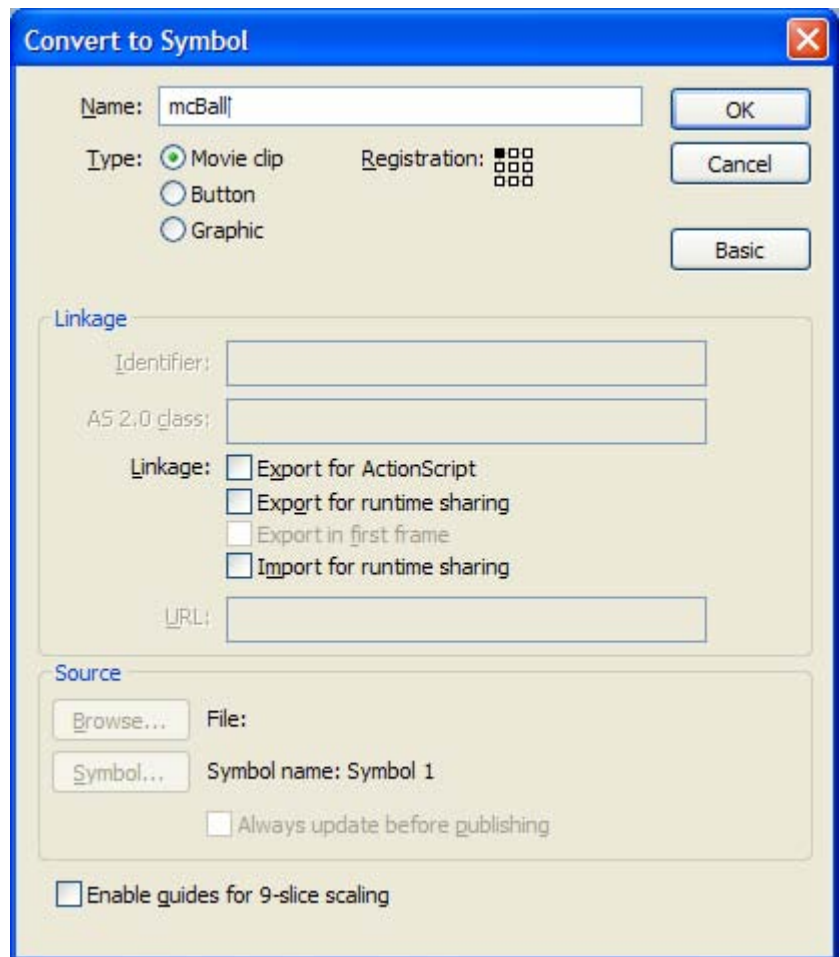 Convert to Symbol
Name: mcBall
OK
Type: Movie clip
Registration:
Cancel
Button
Graphic
Basic
Linkage
Identifier:
AS 2.0 class:
Linkage: Export for ActionScript
Export for runtime sharing
Export in first frame
Import for runtime sharing
URL:
Source
Browse... File:
Symbol... Symbol name: Symbol 1
Always update before publishing
Enable guides for 9-slice scaling